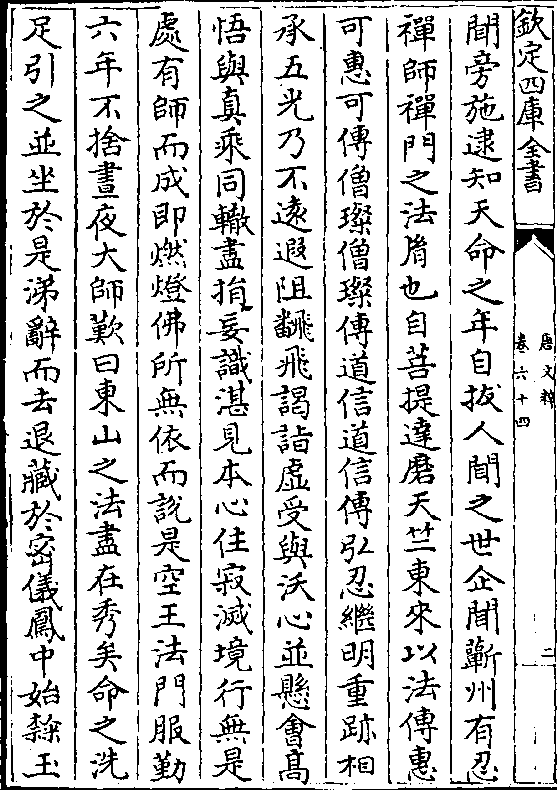 欽定四庫全書
唐文粹
卷六十四
二
聞旁施逮知天命之年自拔人間之世企聞蘄州有忍
禪師禪門之法胤也自菩提達磨天竺東来以法傳惠
可惠可傳僧璨僧璨傳道信道信傳弘忍繼明重跡相
承五光乃不逺遐阻翻飛謁詣虛受與沃心並懸會髙
悟與真乘同轍盡捐妄識湛見本心住寂滅境行無是
處有師而成即燃燈佛所無依而説是空王法門服勤
六年不捨晝夜大師歎曰東山之法盡在秀矣命之洗
足引之並坐於是涕辭而去退藏於密儀鳳中始𨽻玉